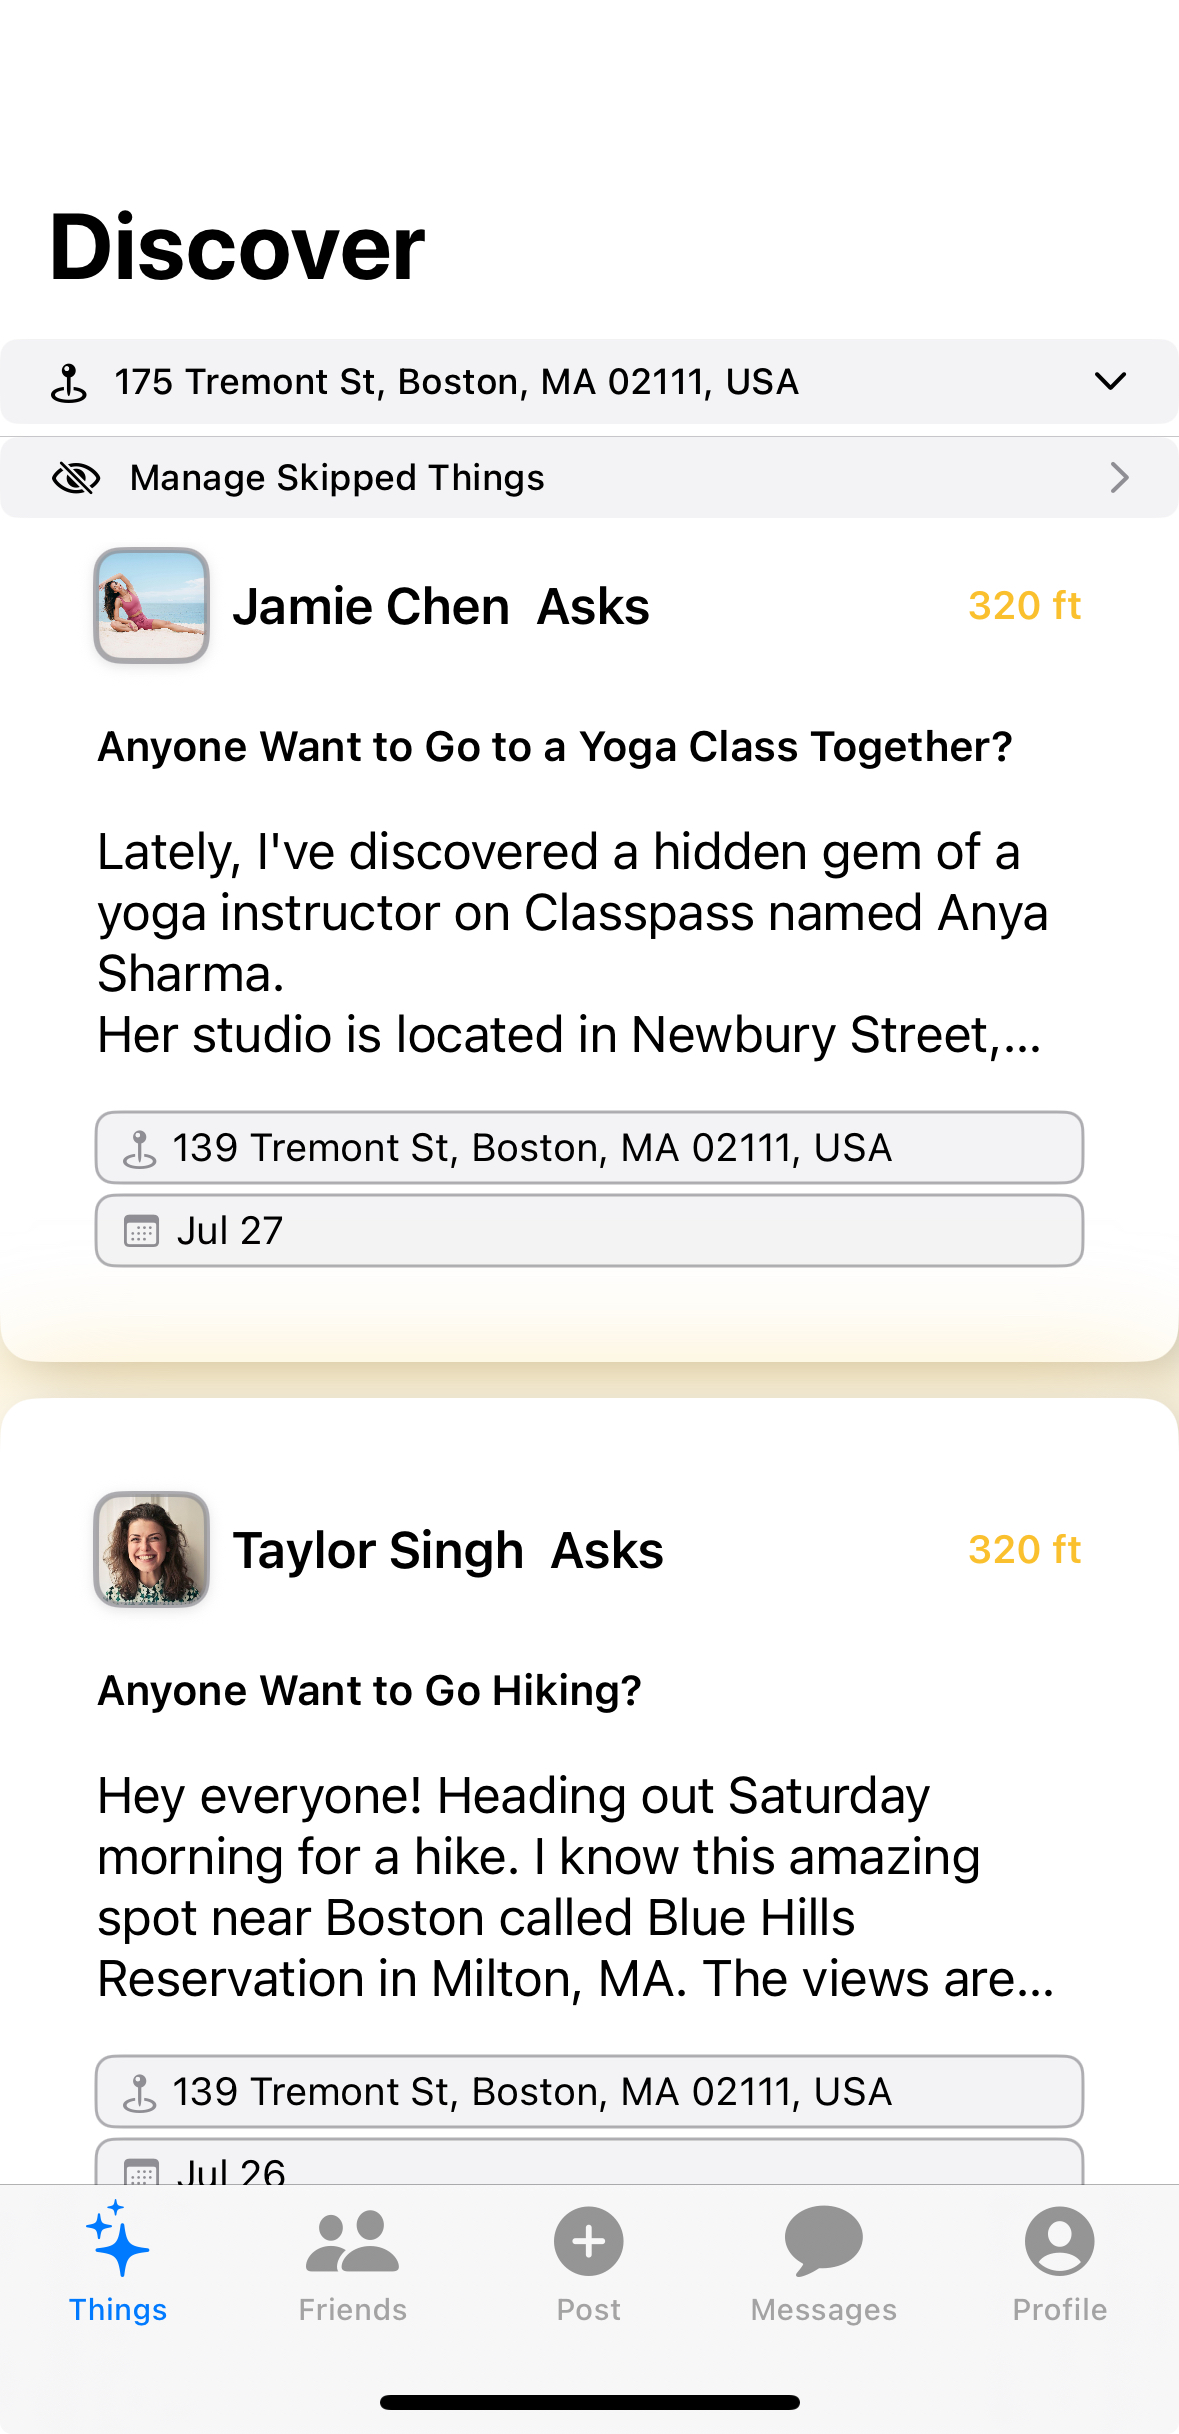 Discover
175 Tremont St, Boston, MA 02111, USA
Manage Skipped Things
Jamie Chen Asks
320 ft
Anyone Want to Go to a Yoga Class Together?
Lately, I've discovered a hidden gem of a
yoga instructor on Classpass named Anya
Sharma.
Her studio is located in Newbury Street,...
139 Tremont St, Boston, MA 02111, USA
Jul 27
Taylor Singh Asks
320 ft
Anyone Want to Go Hiking?
Hey everyone! Heading out Saturday
morning for a hike. I know this amazing
spot near Boston called Blue Hills
Reservation in Milton, MA. The views are...
139 Tremont St, Boston, MA 02111, USA
Jul 26
Things
Friends
Post
Messages
Profile